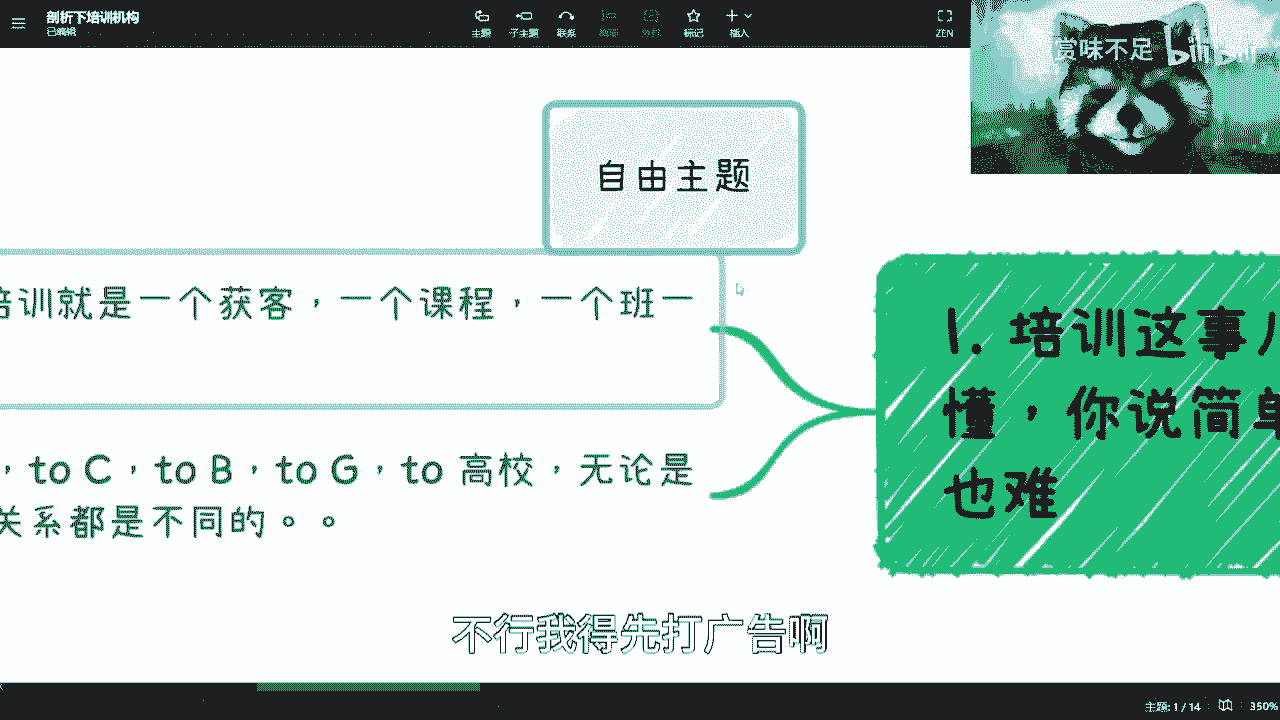 剖析下培训机构
已编辑
主题
子主题
联系
概要
外框
标记
插入
ZEN
赏味不足 bilibili
自由主题
培训就是一个获客，一个课程，一个班一
，to C，to B，to G，to 高校，无论是
关系都是不同的。。
1. 培训这事儿
懂，你说简单
也难
不行我得先打广告啊
主题: 1 / 14
350%